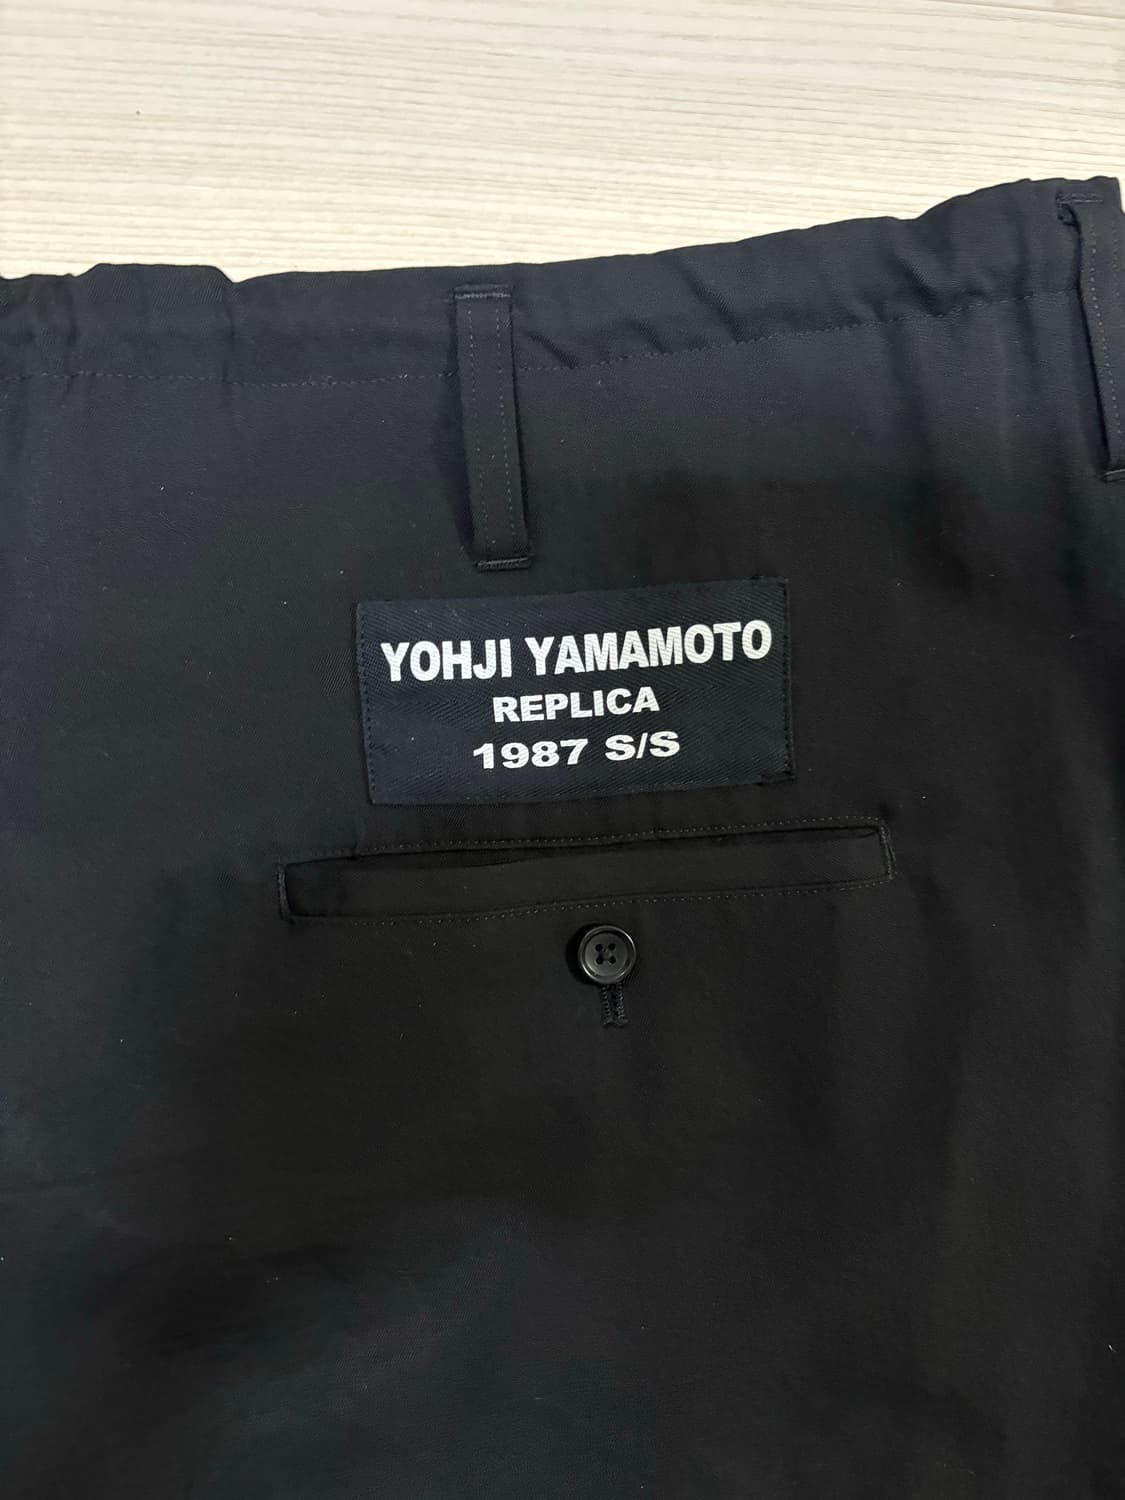 YOHJI YAMAMOTO
REPLICA
1987 S/S